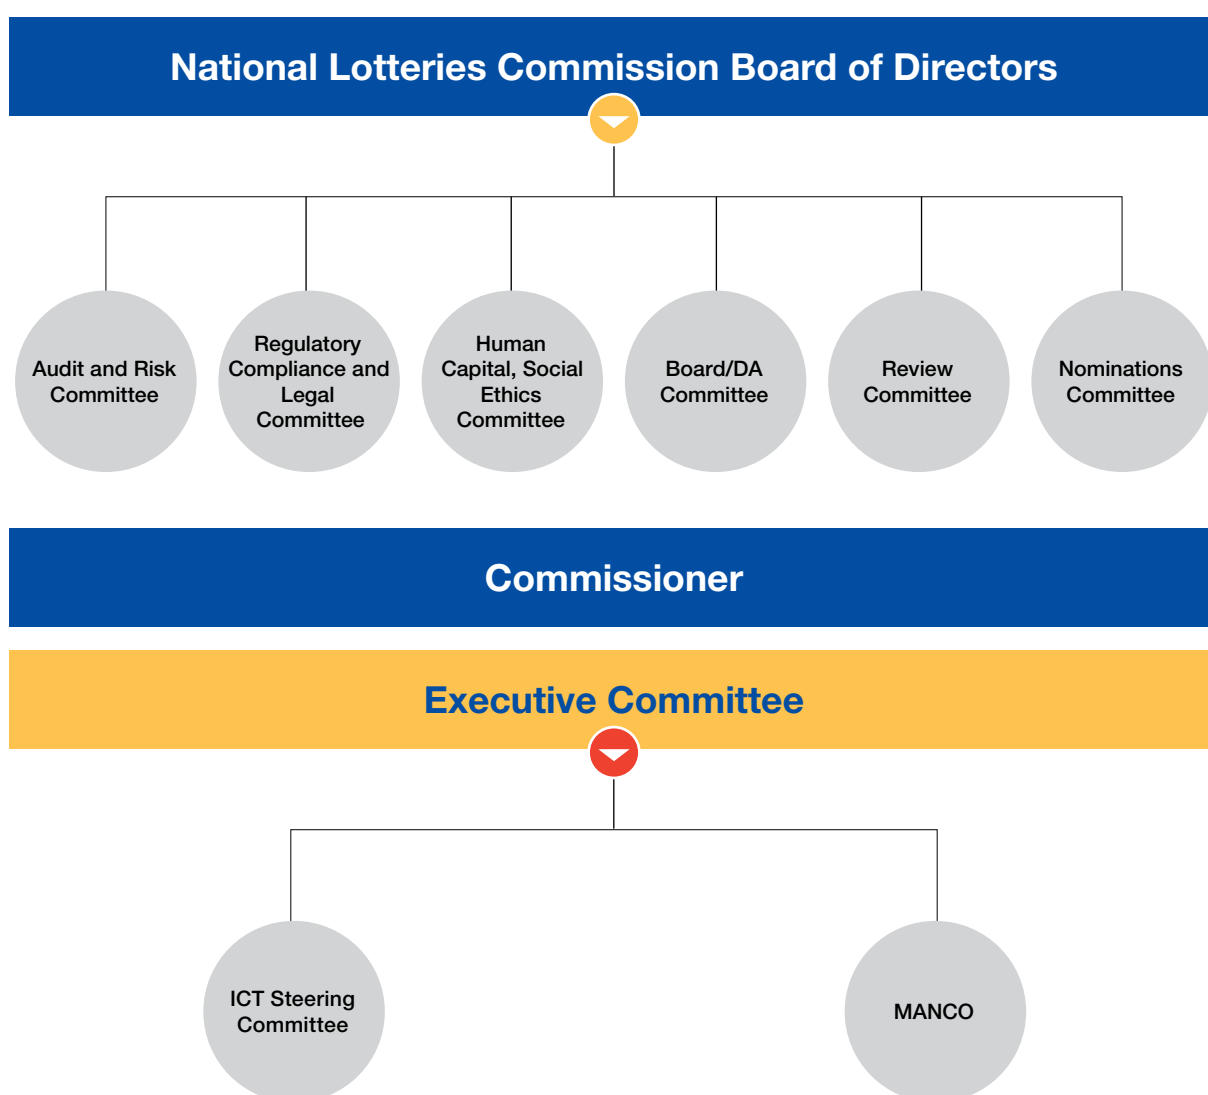 National Lotteries Commission Board of Directors
Audit and Risk
Committee
Regulatory
Compliance and
Legal
Committee
Human
Capital, Social
Ethics
Committee
Board/DA
Committee
Review
Committee
Nominations
Committee
Commissioner
Executive Committee
ICT Steering
Committee
MANCO